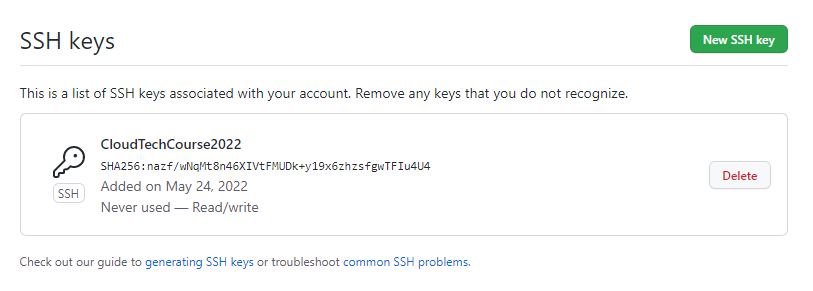 SSH keys
New SSH key
This is a list of SSH keys associated with your account. Remove any keys that you do not recognize.
CloudTechCourse2022
SHA256:nazf/wNqMt8n46XIVtFMUDk+y19x6zhzsfgwTFIu4U4
Added on May 24, 2022
Never used — Read/write
SSH
Delete
Check out our guide to generating SSH keys or troubleshoot common SSH problems.